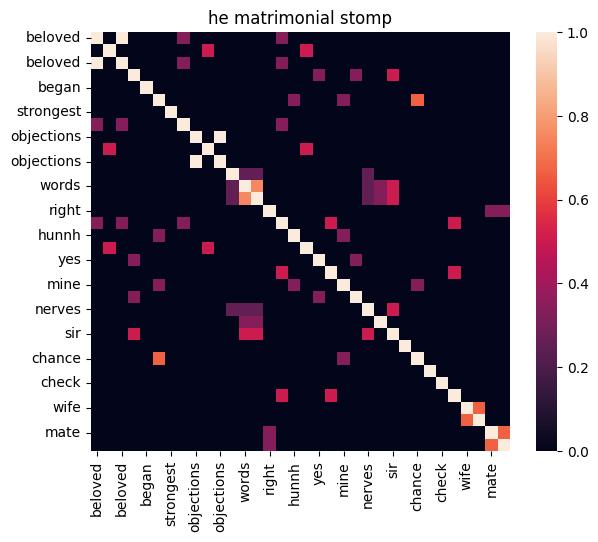 he matrimonial stomp
beloved
beloved
began
strongest
objections
objections
words
right
hunnh
yes
mine
nerves
sir
chance
check
wife
mate
1.0
0.8
0.6
0.4
0.2
0.0
beloved
beloved
began
strongest
objections
objections
words
right
hunnh
yes
mine
nerves
sir
chance
check
wife
mate